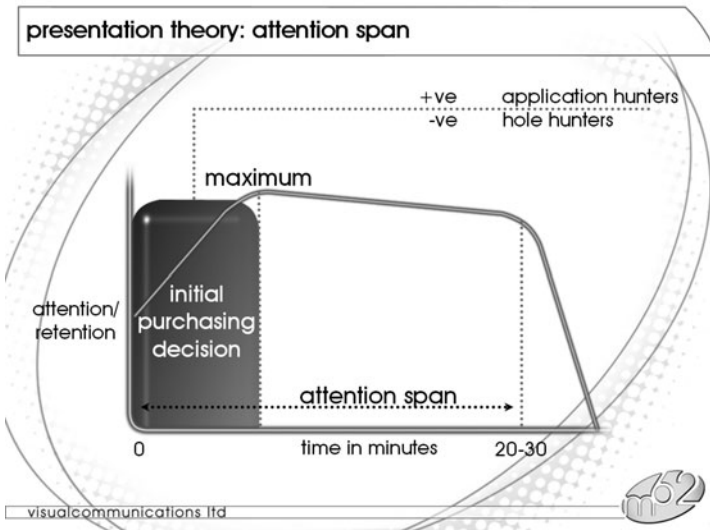 presentation theory: attention span
+ve application hunters
-ve hole hunters
maximum
attention/
retention
initial
purchasing
decision
attention span
0 time in minutes 20-30
visualcommunications ltd
m62